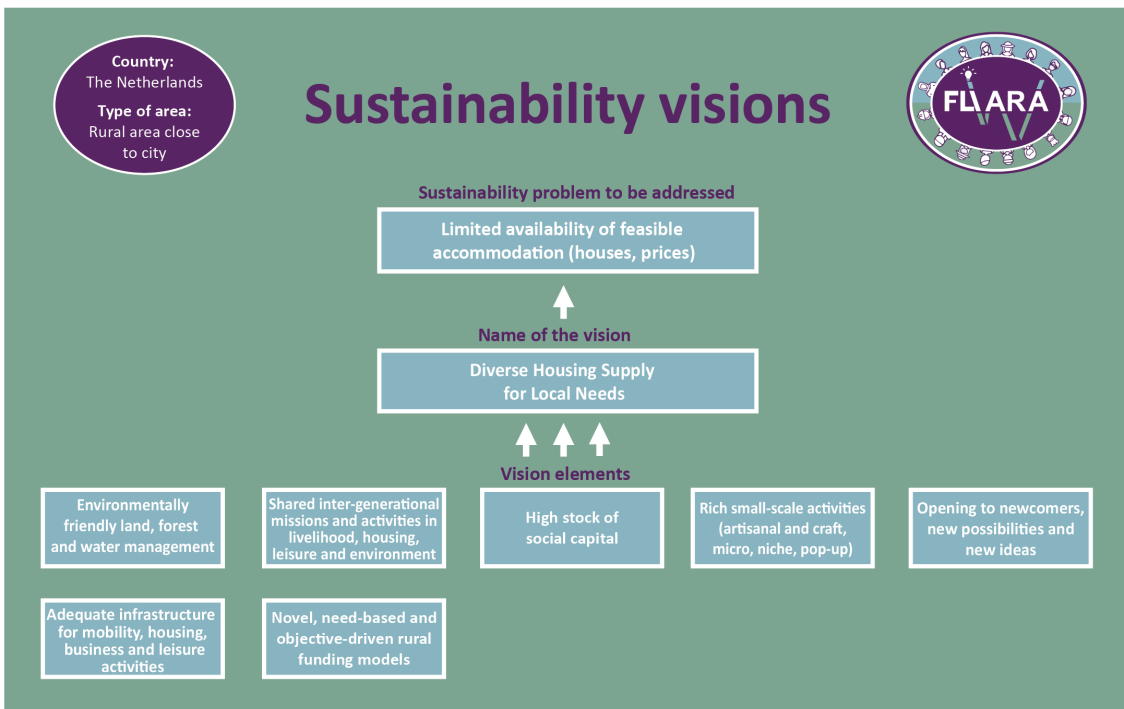 Country:
The Netherlands
Type of area:
Rural area close
to city
Sustainability visions
FLIARA
Sustainability problem to be addressed
Limited availability of feasible
accommodation (houses, prices)
Name of the vision
Diverse Housing Supply
for Local Needs
Vision elements
Environmentally
friendly land, forest
and water management
Shared inter-generational
missions and activities in
livelihood, housing,
leisure and environment
High stock of
social capital
Rich small-scale activities
(artisanal and craft,
micro, niche, pop-up)
Opening to newcomers,
new possibilities and
new ideas
Adequate infrastructure
for mobility, housing,
business and leisure
activities
Novel, need-based and
objective-driven rural
funding models